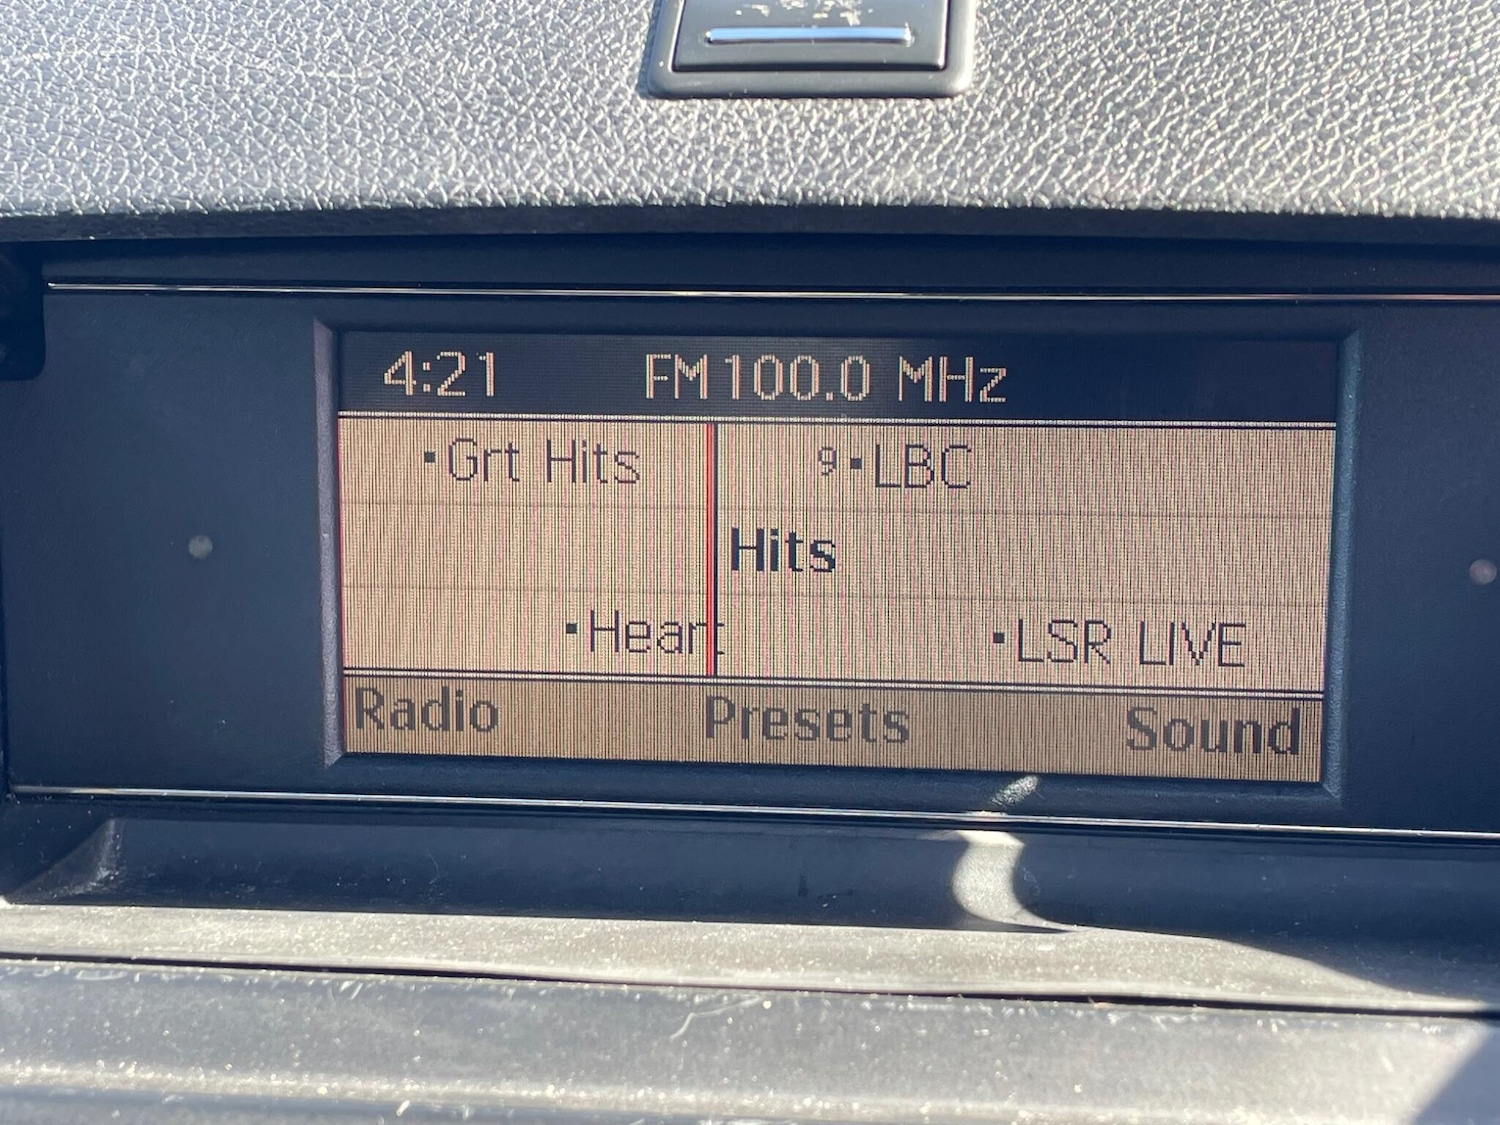 4:21 FM 100.0 MHz
▪Grt Hits 9▪LBC
Hits
▪Heart ▪LSR LIVE
Radio Presets Sound